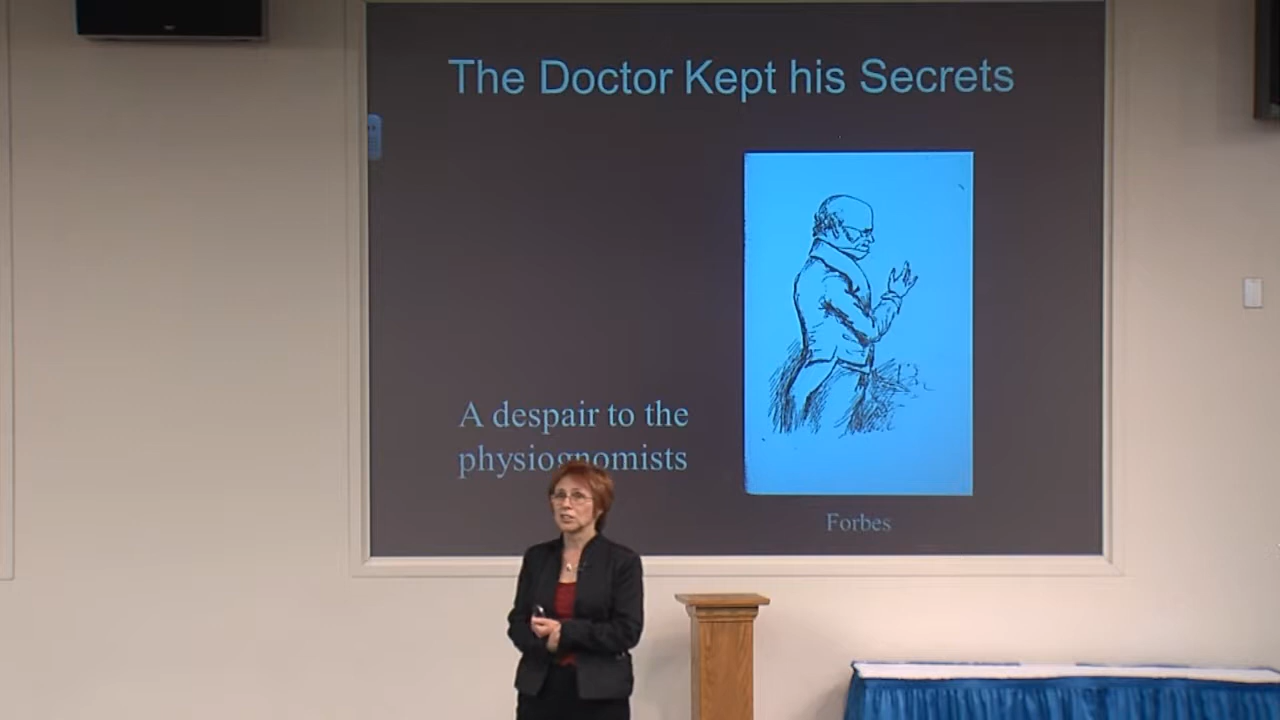 The Doctor Kept his Secrets
A despair to the
physiognomists
Forbes